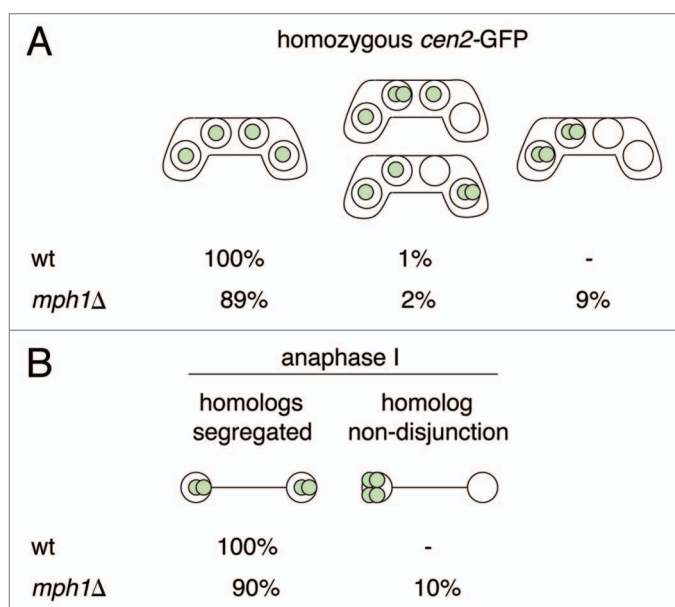 A
homozygous cen2-GFP
wt 100% 1% -
mph1Δ 89% 2% 9%
B
anaphase I
homologs segregated
homolog non-disjunction
wt 100% -
mph1Δ 90% 10%